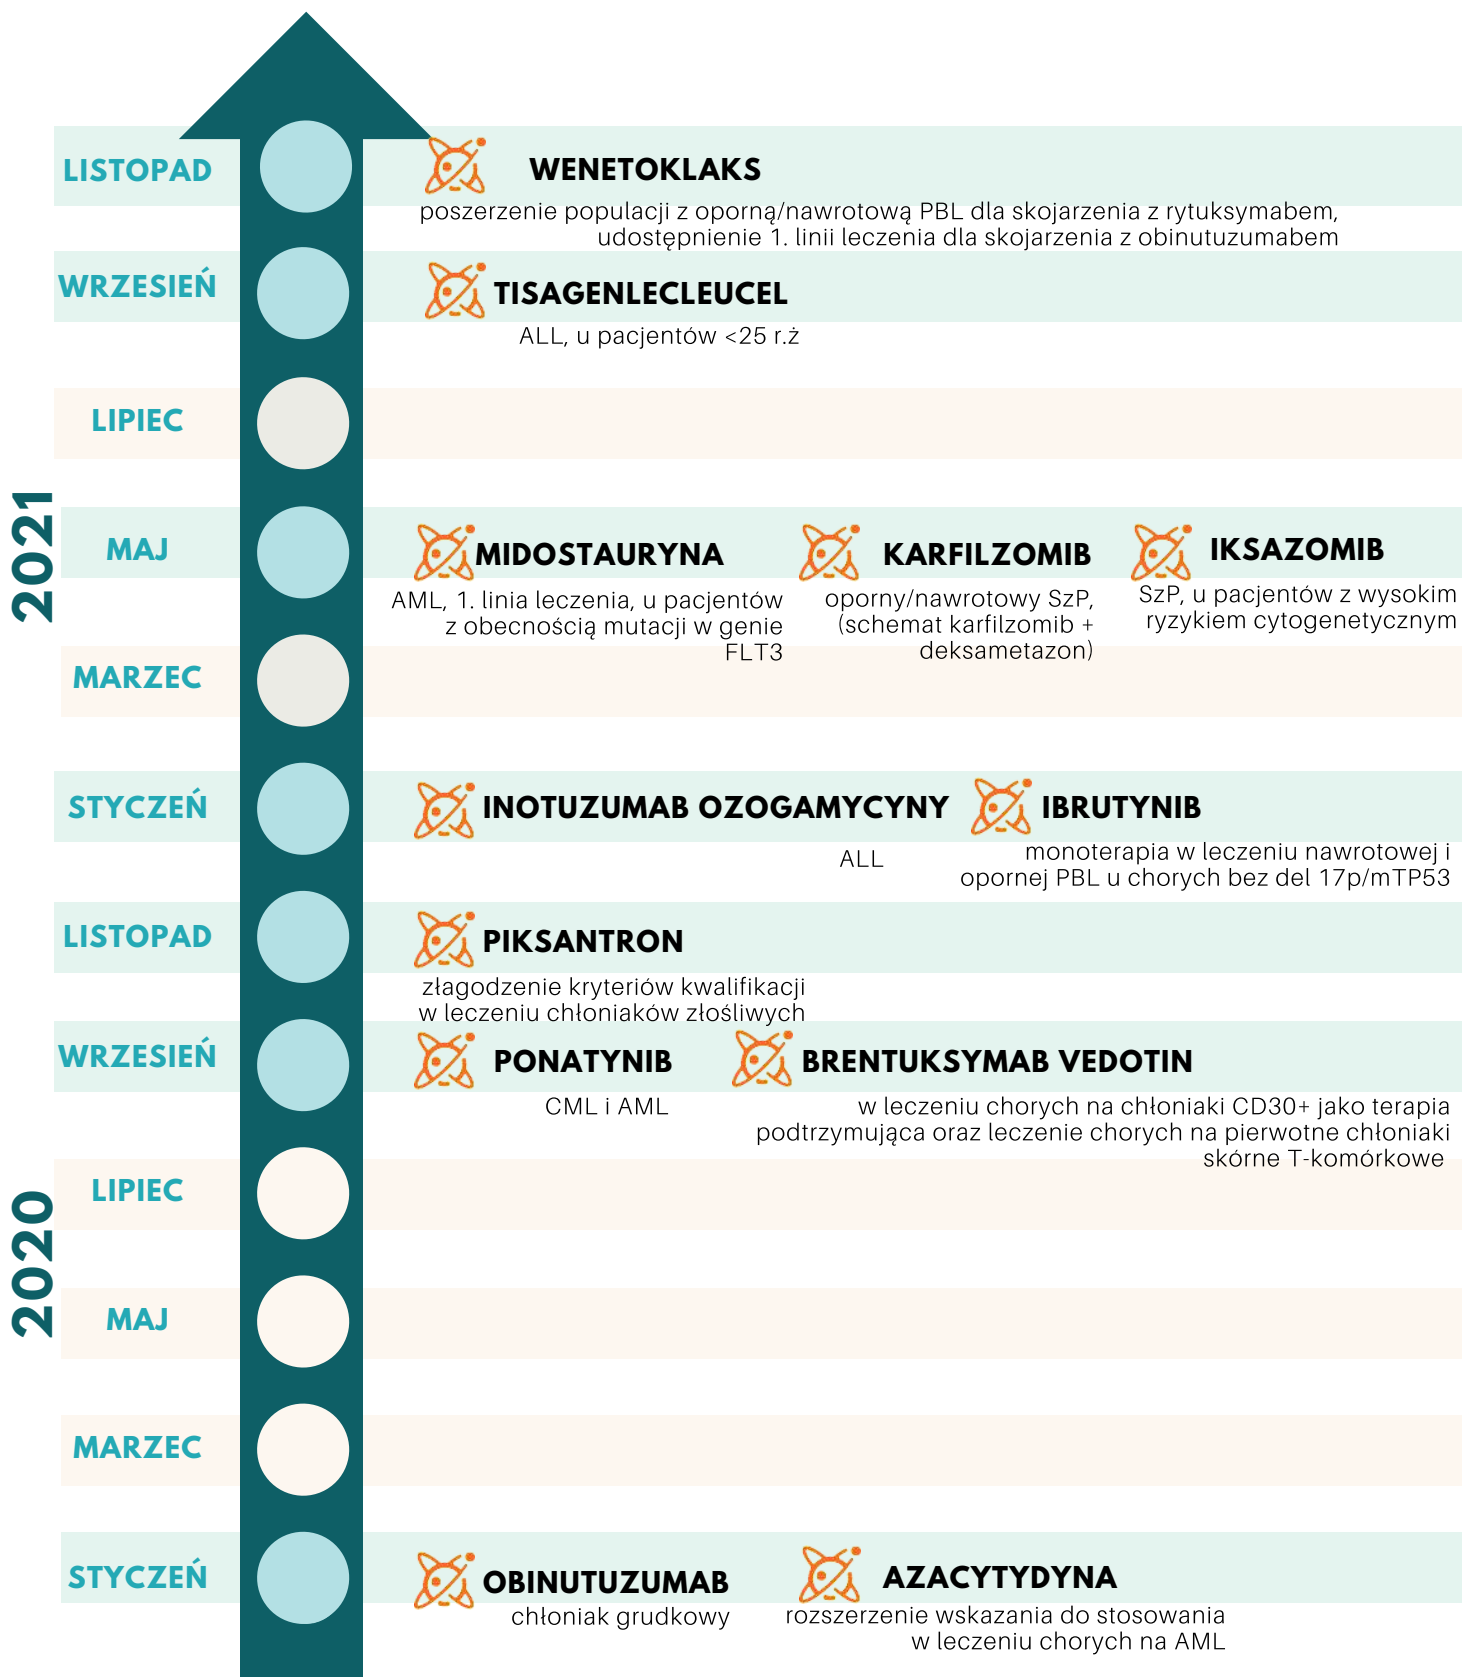 LISTOPAD
WENETOKLAKS
poszerzenie populacji z oporną/nawrotową PBL dla skojarzenia z rytuksymabem,
udostępnienie 1. linii leczenia dla skojarzenia z obinutuzumabem
WRZESIEŃ
TISAGENLECLEUCEL
ALL, u pacjentów <25 r.ż
LIPIEC
2021
MAJ
MIDOSTAURYNA
AML, 1. linia leczenia, u pacjentów
z obecnością mutacji w genie
FLT3
KARFILZOMIB
oporny/nawrotowy SzP,
(schemat karfilzomib +
deksametazon)
IKSAZOMIB
SzP, u pacjentów z wysokim
ryzykiem cytogenetycznym
MARZEC
STYCZEŃ
INOTUZUMAB OZOGAMYCYNY
ALL
IBRUTYNIB
monoterapia w leczeniu nawrotowej i
opornej PBL u chorych bez del 17p/mTP53
LISTOPAD
PIKSANTRON
złagodzenie kryteriów kwalifikacji
w leczeniu chłoniaków złośliwych
WRZESIEŃ
PONATYNIB
CML i AML
BRENTUKSYMAB VEDOTIN
w leczeniu chorych na chłoniaki CD30+ jako terapia
podtrzymująca oraz leczenie chorych na pierwotne chłoniaki
skórne T-komórkowe
LIPIEC
2020
MAJ
MARZEC
STYCZEŃ
OBINUTUZUMAB
chłoniak grudkowy
AZACYTYDYNA
rozszerzenie wskazania do stosowania
w leczeniu chorych na AML